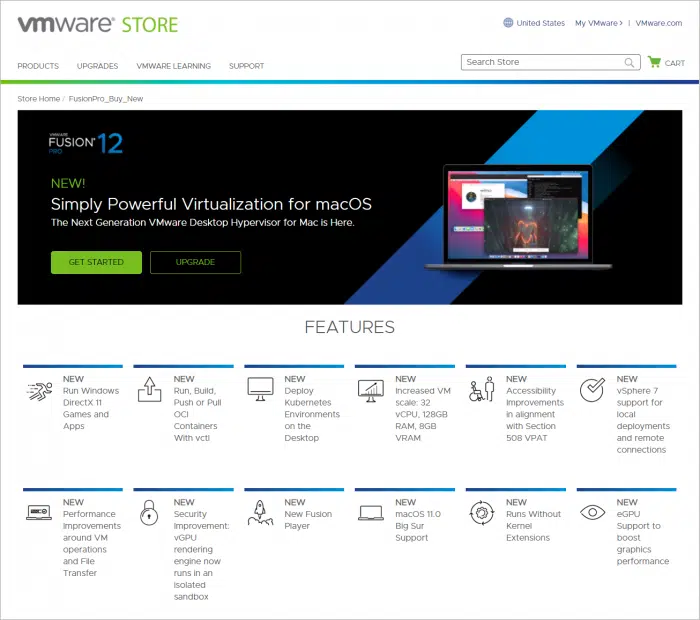 vmware® STORE
United States My VMware > | VMware.com
PRODUCTS UPGRADES VMWARE LEARNING SUPPORT
Search Store
CART
Store Home / FusionPro_Buy_New
VMWARE
FUSION® 12
PRO
NEW!
Simply Powerful Virtualization for macOS
The Next Generation VMware Desktop Hypervisor for Mac is Here.
GET STARTED UPGRADE
FEATURES
NEW
Run Windows
DirectX 11
Games and
Apps
NEW
Run, Build,
Push or Pull
OCI
Containers
With vctl
NEW
Deploy
Kubernetes
Environments
on the
Desktop
NEW
Increased VM
scale: 32
vCPU, 128GB
RAM, 8GB
VRAM
NEW
Accessibility
Improvements
in alignment
with Section
508 VPAT
NEW
vSphere 7
support for
local
deployments
and remote
connections
NEW
Performance
Improvements
around VM
operations
and File
Transfer
NEW
Security
Improvement:
vGPU
rendering
engine now
runs in an
isolated
sandbox
NEW
New Fusion
Player
NEW
macOS 11.0
Big Sur
Support
NEW
Runs Without
Kernel
Extensions
NEW
eGPU
Support to
boost
graphics
performance